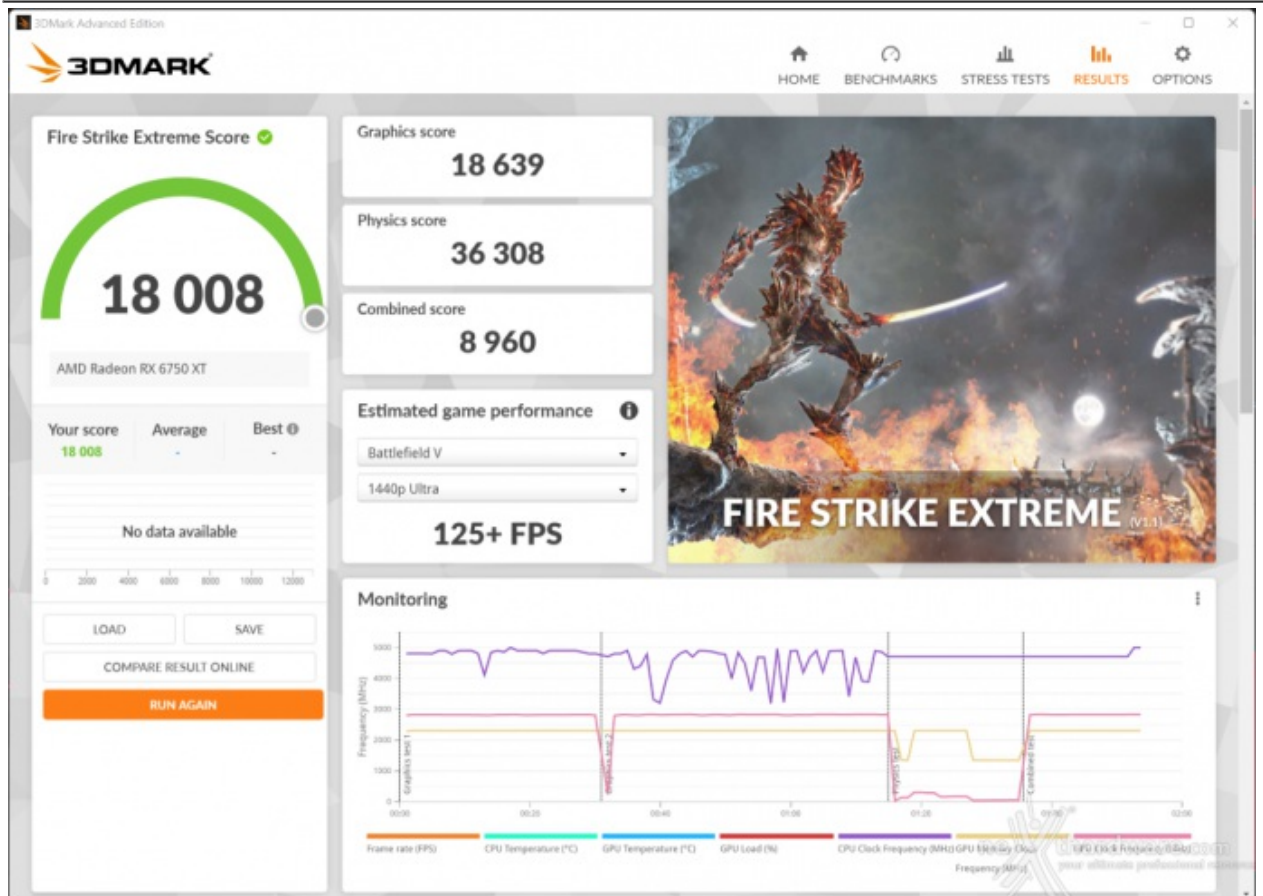 3DMark Advanced Edition
3DMARK
HOME
BENCHMARKS
STRESS TESTS
RESULTS
OPTIONS
Fire Strike Extreme Score
18 008
AMD Radeon RX 6750 XT
Your score
Average
Best
18 008
-
-
No data available
0 2000 4000 6000 8000 10000 12000
LOAD
SAVE
COMPARE RESULT ONLINE
RUN AGAIN
Graphics score
18 639
Physics score
36 308
Combined score
8 960
Estimated game performance
Battlefield V
1440p Ultra
125+ FPS
FIRE STRIKE EXTREME (V1.1)
Monitoring
Frequency (MHz)
5000
4000
3000
2000
1000
0
Graphics test 1
Graphics test 2
Physics test
Combined test
00:00 00:20 00:40 01:00 01:20 01:40 02:00
Frame rate (FPS)
CPU Temperature (°C)
GPU Temperature (°C)
GPU Load (%)
CPU Clock Frequency (MHz)
GPU Memory Clock
Frequency (MHz)
GPU Clock Frequency (MHz)
your ultimate professional